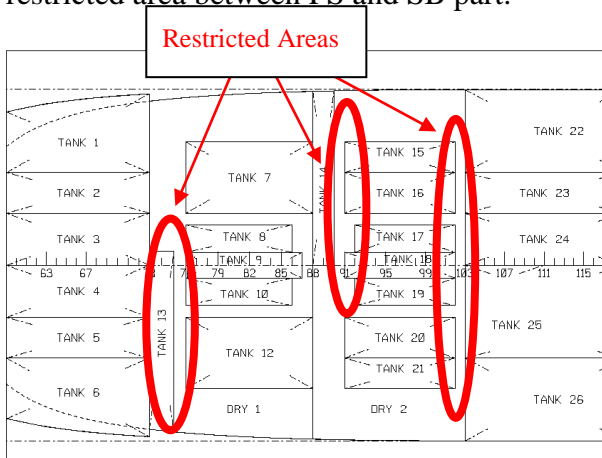 restricted area between PS and SB part.
Restricted Areas
TANK 1
TANK 2
TANK 3
TANK 4
TANK 5
TANK 6
TANK 13
TANK 7
TANK 8
TANK 9
TANK 10
TANK 12
DRY 1
TANK 14
TANK 15
TANK 16
TANK 17
TANK 18
TANK 19
TANK 20
TANK 21
DRY 2
TANK 22
TANK 23
TANK 24
TANK 25
TANK 26
63 67 79 82 85 88 91 95 99 103 107 111 115